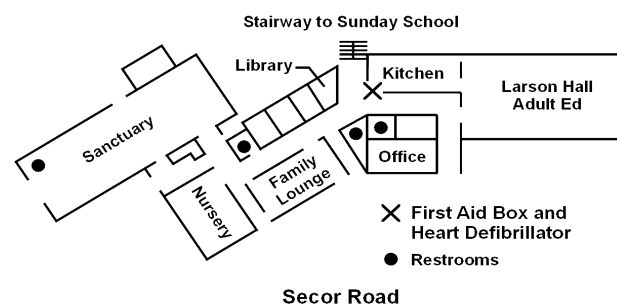 Stairway to Sunday School
Library
Kitchen
Larson Hall
Adult Ed
Sanctuary
Office
Family
Lounge
Nursery
First Aid Box and
Heart Defibrillator
Restrooms
Secor Road